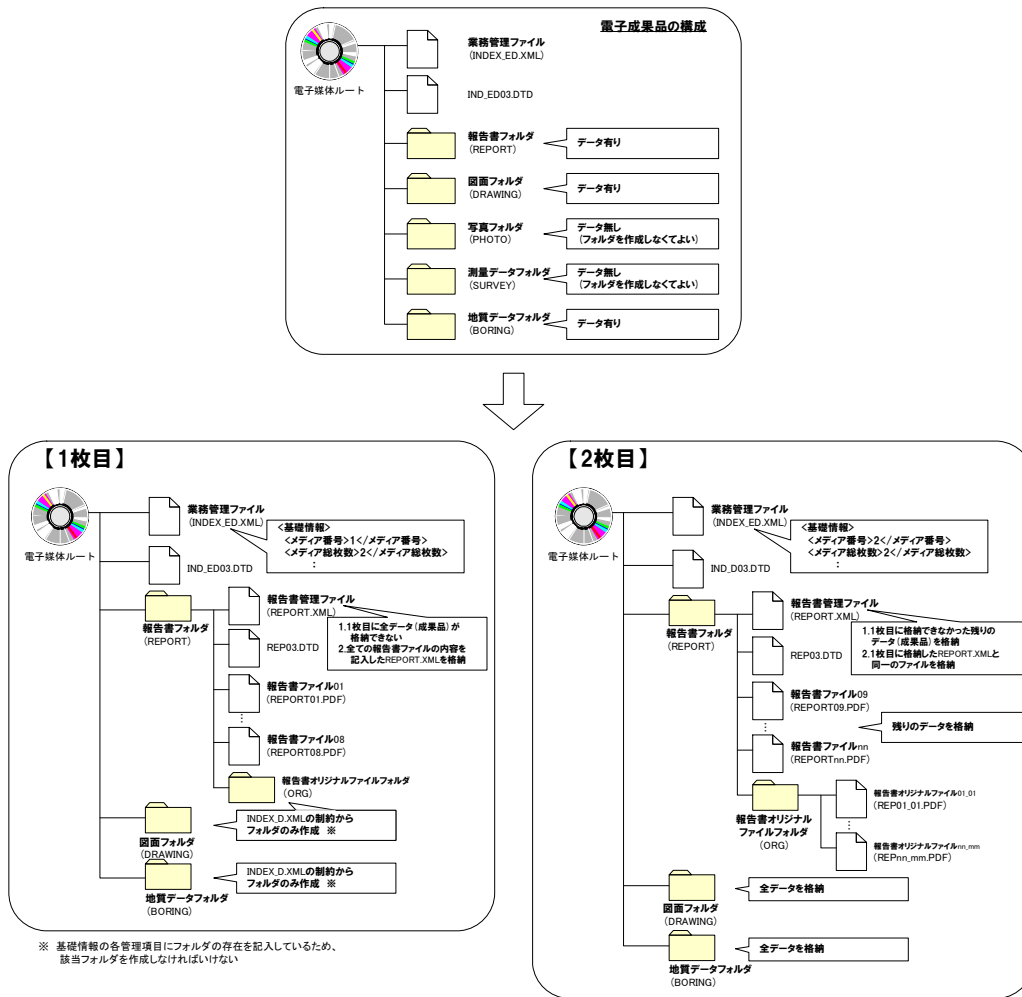 電子成果品の構成
電子媒体ルート
業務管理ファイル
(INDEX_ED.XML)
IND_ED03.DTD
報告書フォルダ
(REPORT)
データ有り
図面フォルダ
(DRAWING)
データ有り
写真フォルダ
(PHOTO)
データ無し
(フォルダを作成しなくてよい)
測量データフォルダ
(SURVEY)
データ無し
(フォルダを作成しなくてよい)
地質データフォルダ
(BORING)
データ有り
【1枚目】
電子媒体ルート
業務管理ファイル
(INDEX_ED.XML)
<基礎情報>
<メディア番号>1</メディア番号>
<メディア総枚数>2</メディア総枚数>
:
IND_ED03.DTD
報告書フォルダ
(REPORT)
報告書管理ファイル
(REPORT.XML)
1.1枚目に全データ(成果品)が
格納できない
2.全ての報告書ファイルの内容を
記入したREPORT.XMLを格納
REP03.DTD
報告書ファイル01
(REPORT01.PDF)
⋮
報告書ファイル08
(REPORT08.PDF)
報告書オリジナルファイルフォルダ
(ORG)
図面フォルダ
(DRAWING)
INDEX_D.XMLの制約から
フォルダのみ作成 ※
地質データフォルダ
(BORING)
INDEX_D.XMLの制約から
フォルダのみ作成 ※
※ 基礎情報の各管理項目にフォルダの存在を記入しているため、
該当フォルダを作成しなければいけない
【2枚目】
電子媒体ルート
業務管理ファイル
(INDEX_ED.XML)
<基礎情報>
<メディア番号>2</メディア番号>
<メディア総枚数>2</メディア総枚数>
:
IND_D03.DTD
報告書フォルダ
(REPORT)
報告書管理ファイル
(REPORT.XML)
1.1枚目に格納できなかった残りの
データ(成果品)を格納
2.1枚目に格納したREPORT.XMLと
同一のファイルを格納
REP03.DTD
報告書ファイル09
(REPORT09.PDF)
⋮
残りのデータを格納
報告書ファイルnn
(REPORTnn.PDF)
報告書オリジナル
ファイルフォルダ
(ORG)
報告書オリジナルファイル01_01
(REP01_01.PDF)
⋮
報告書オリジナルファイルnn_mm
(REPnn_mm.PDF)
図面フォルダ
(DRAWING)
全データを格納
地質データフォルダ
(BORING)
全データを格納